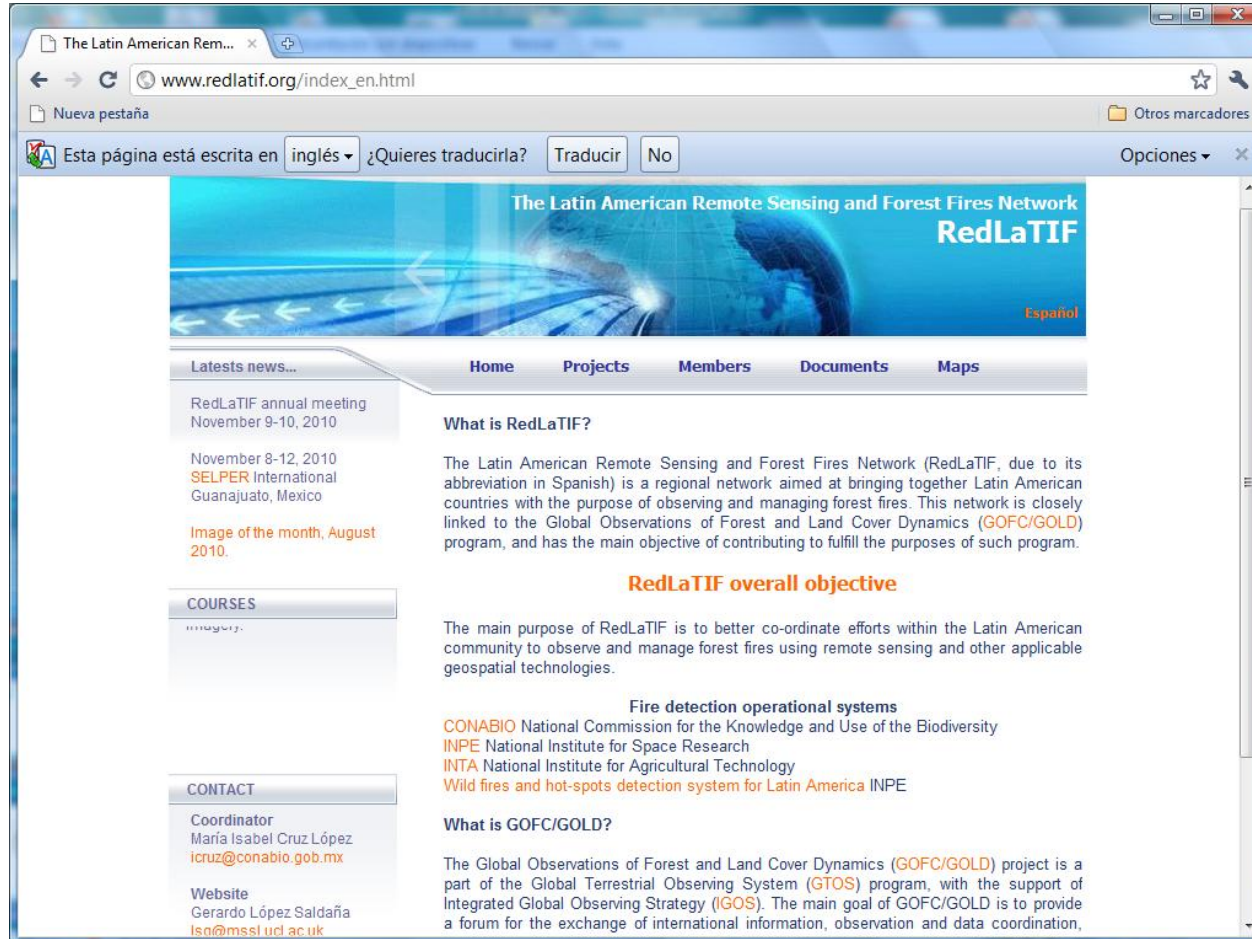 The Latin American Rem...
www.redlatif.org/index_en.html
Nueva pestaña
Otros marcadores
Esta página está escrita en inglés ¿Quieres traducirla? Traducir No Opciones
The Latin American Remote Sensing and Forest Fires Network
RedLaTIF
Español
Home Projects Members Documents Maps
Latests news...
RedLaTIF annual meeting
November 9-10, 2010
November 8-12, 2010
SELPER International
Guanajuato, Mexico
Image of the month, August
2010.
COURSES
imagery.
CONTACT
Coordinator
María Isabel Cruz López
icruz@conabio.gob.mx
Website
Gerardo López Saldaña
lsg@mssl.ucl.ac.uk
What is RedLaTIF?
The Latin American Remote Sensing and Forest Fires Network (RedLaTIF, due to its
abbreviation in Spanish) is a regional network aimed at bringing together Latin American
countries with the purpose of observing and managing forest fires. This network is closely
linked to the Global Observations of Forest and Land Cover Dynamics (GOFC/GOLD)
program, and has the main objective of contributing to fulfill the purposes of such program.
RedLaTIF overall objective
The main purpose of RedLaTIF is to better co-ordinate efforts within the Latin American
community to observe and manage forest fires using remote sensing and other applicable
geospatial technologies.
Fire detection operational systems
CONABIO National Commission for the Knowledge and Use of the Biodiversity
INPE National Institute for Space Research
INTA National Institute for Agricultural Technology
Wild fires and hot-spots detection system for Latin America INPE
What is GOFC/GOLD?
The Global Observations of Forest and Land Cover Dynamics (GOFC/GOLD) project is a
part of the Global Terrestrial Observing System (GTOS) program, with the support of
Integrated Global Observing Strategy (IGOS). The main goal of GOFC/GOLD is to provide
a forum for the exchange of international information, observation and data coordination,